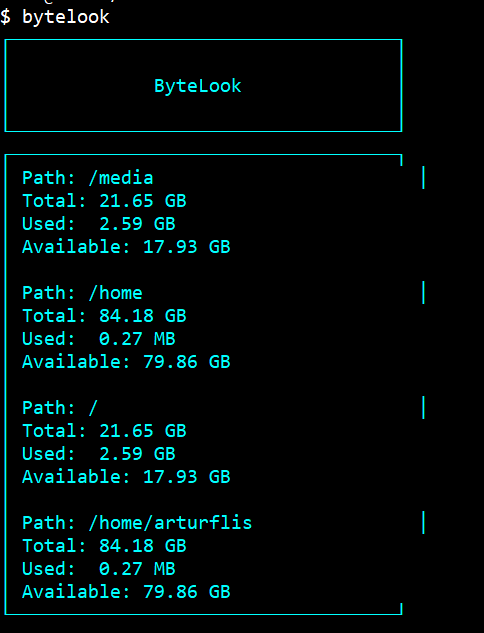 $ bytelook
ByteLook
Path: /media
Total: 21.65 GB
Used:  2.59 GB
Available: 17.93 GB
Path: /home
Total: 84.18 GB
Used:  0.27 MB
Available: 79.86 GB
Path: /
Total: 21.65 GB
Used:  2.59 GB
Available: 17.93 GB
Path: /home/arturflis
Total: 84.18 GB
Used:  0.27 MB
Available: 79.86 GB